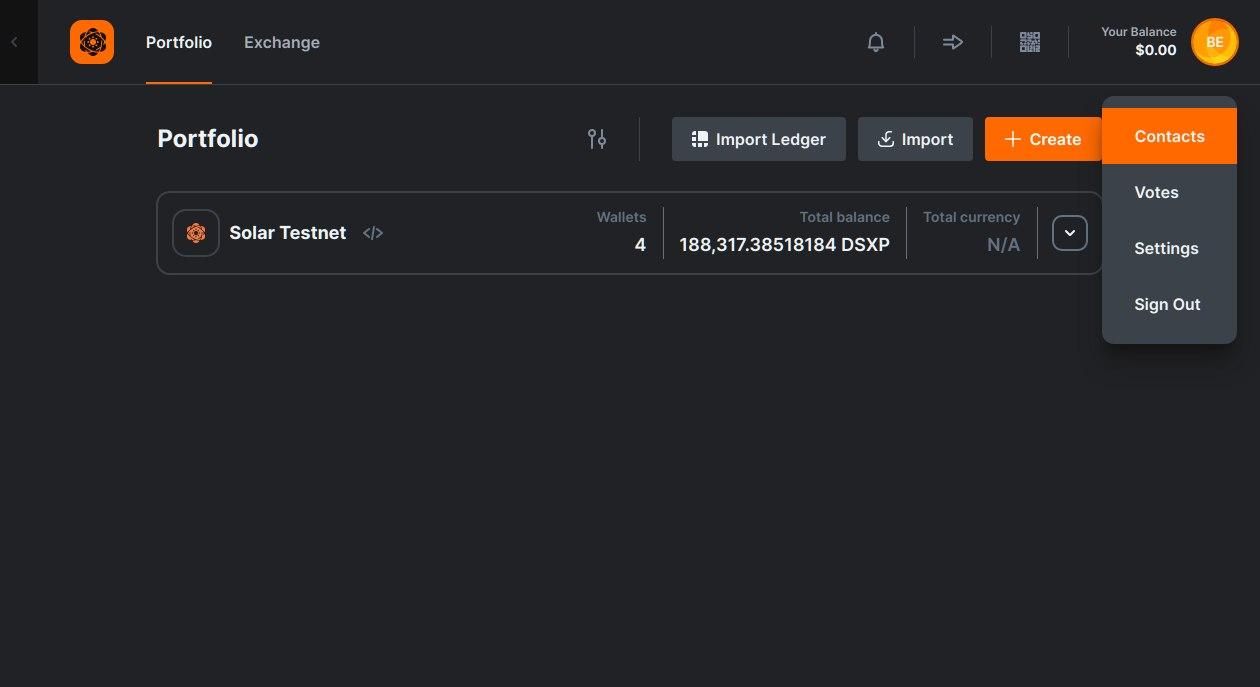 Portfolio
Exchange
Your Balance
$0.00
BE
Portfolio
Import Ledger
Import
Create
Contacts
Votes
Settings
Sign Out
Solar Testnet
</>
Wallets
4
Total balance
188,317.38518184 DSXP
Total currency
N/A